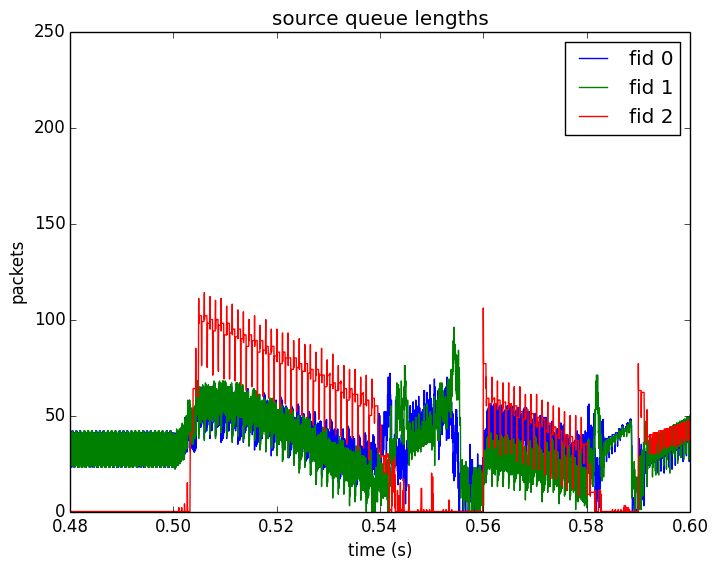 source queue lengths
250
200
150
100
50
0
packets
fid 0
fid 1
fid 2
0.48 0.50 0.52 0.54 0.56 0.58 0.60
time (s)